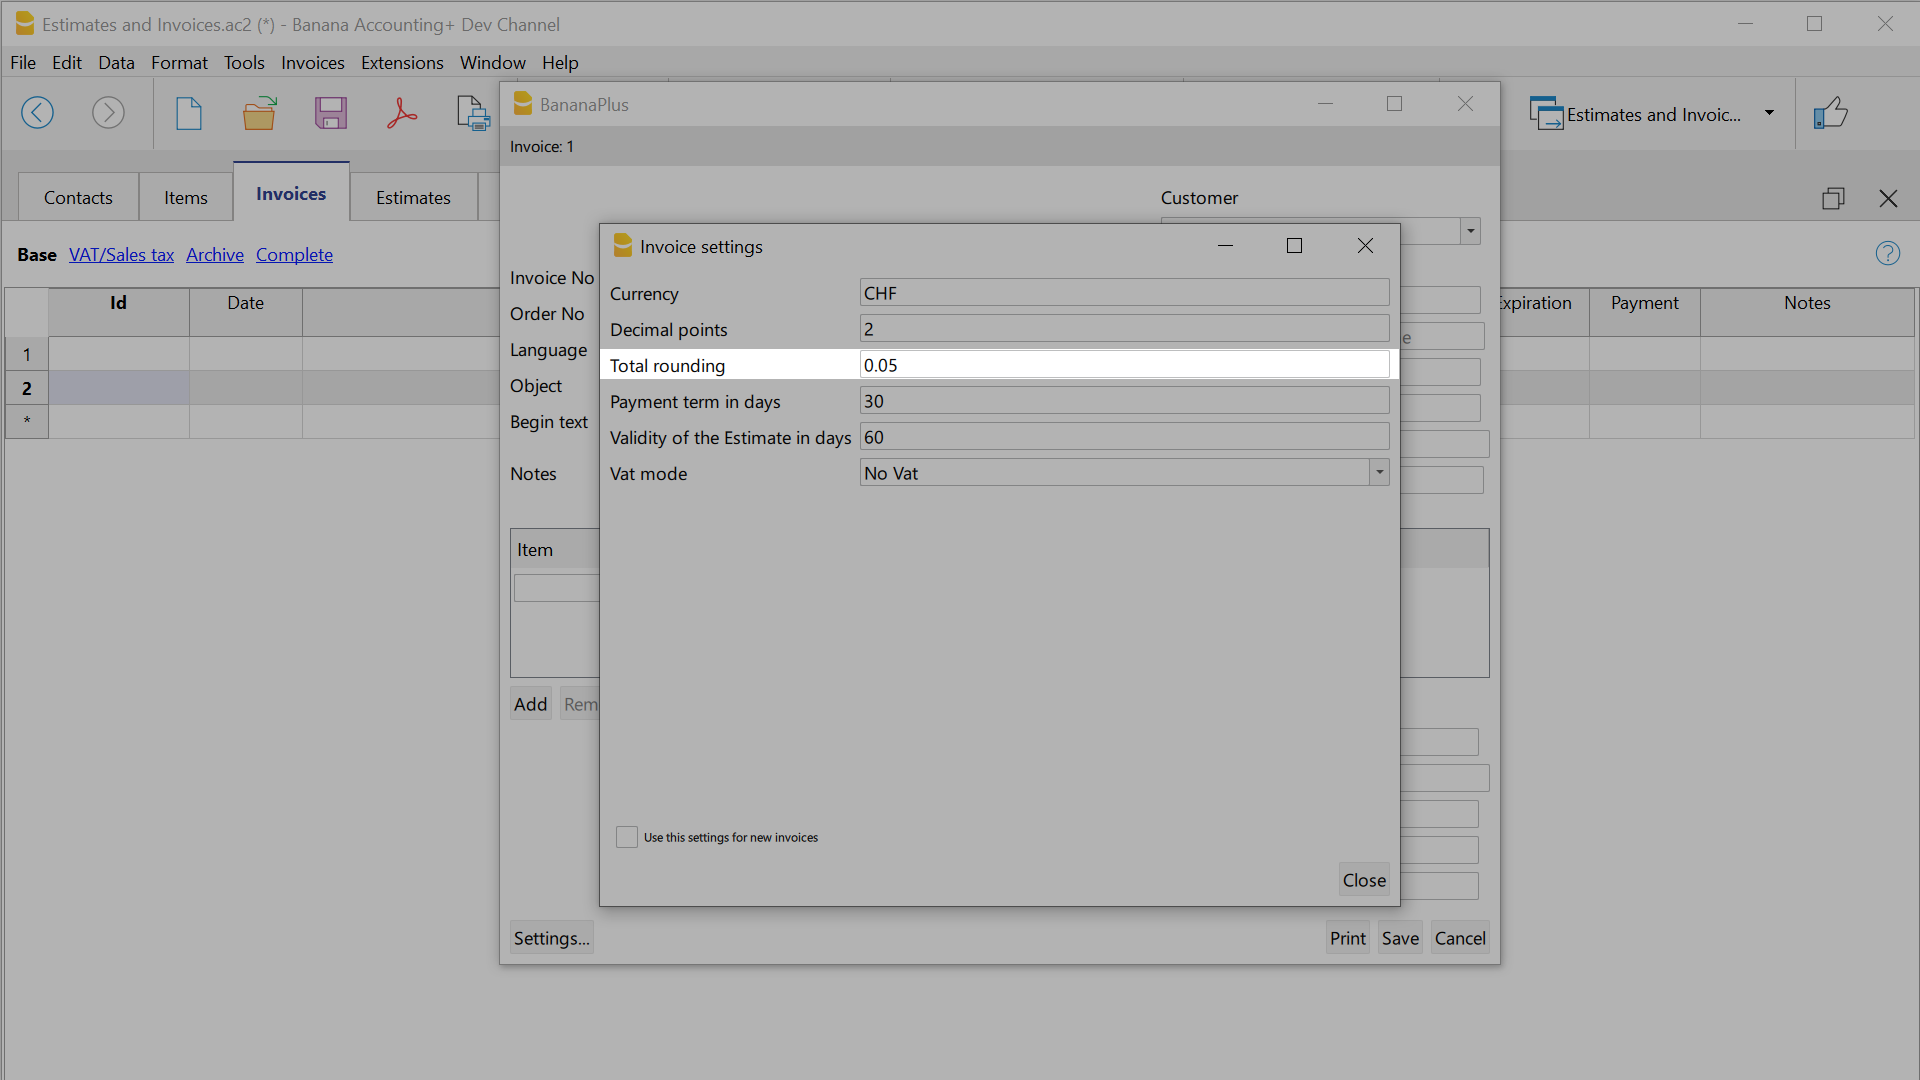 Estimates and Invoices.ac2 (*) - Banana Accounting+ Dev Channel
File Edit Data Format Tools Invoices Extensions Window Help
Estimates and Invoic...
BananaPlus
Invoice: 1
Contacts Items Invoices Estimates
Customer
Base VAT/Sales tax Archive Complete
Id Date Expiration Payment Notes
1
2
*
Invoice No
Order No
Language
Object
Begin text
Notes
Item
Add Rem
Settings... Print Save Cancel
Invoice settings
Currency CHF
Decimal points 2
Total rounding 0.05
Payment term in days 30
Validity of the Estimate in days 60
Vat mode No Vat
Use this settings for new invoices
Close